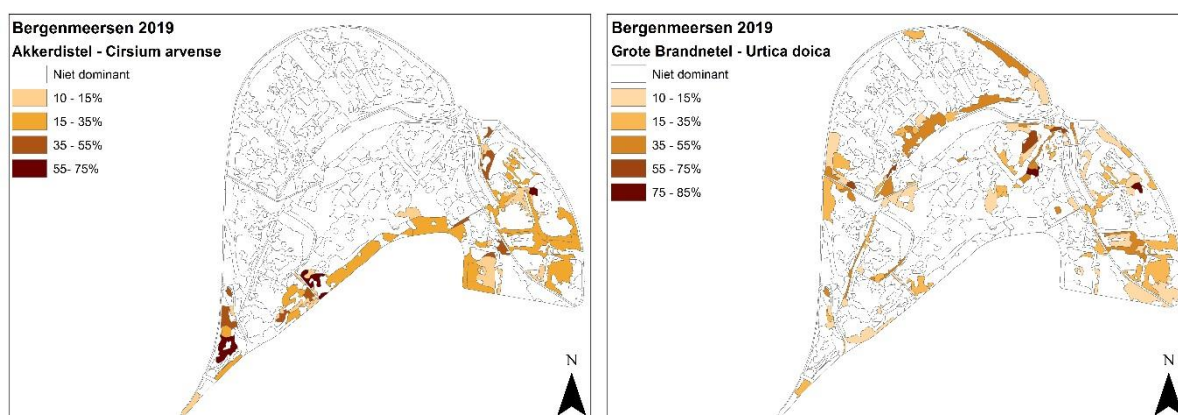 Bergenmeersen 2019
Akkerdistel - Cirsium arvense
Niet dominant
10 - 15%
15 - 35%
35 - 55%
55- 75%
N
Bergenmeersen 2019
Grote Brandnetel - Urtica doica
Niet dominant
10 - 15%
15 - 35%
35 - 55%
55 - 75%
75 - 85%
N